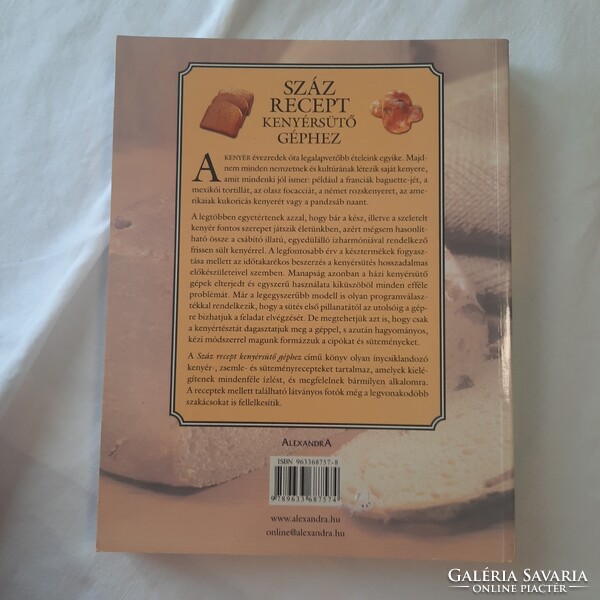 SZÁZ
RECEPT
KENYÉRSÜTŐ
GÉPHEZ
A KENYÉR évezredek óta legalapvetőbb ételeink egyike. Majd-
nem minden nemzetnek és kultúrának létezik saját kenyere,
amit mindenki jól ismer: például a franciák baguette-jét, a
mexikói tortillát, az olasz focacciát, a német rozskenyeret, az ame-
rikaiak kukoricás kenyerét vagy a pandzsáb naant.
A legtöbben egyetértenek azzal, hogy bár a kész, illetve a szeletelt
kenyér fontos szerepet játszik életünkben, azért mégsem hasonlít-
ható össze a csábító illatú, egyedülálló ízharmóniával rendelkező
frissen sült kenyérrel. A legfontosabb érv a késztermékek fogyasz-
tása mellett az időtakarékos beszerzés a kenyérsütés hosszadalmas
előkészületeivel szemben. Manapság azonban a házi kenyérsütő
gépek elterjedt és egyszerű használata kiküszöböl minden efféle
problémát. Már a legegyszerűbb modell is olyan programválasz-
tékkal rendelkezik, hogy a sütés első pillanatától az utolsóig a gép-
re bízhatjuk a feladat elvégzését. De megtehetjük azt is, hogy csak
a kenyértésztát dagasztatjuk meg a géppel, s azután hagyományos,
kézi módszerrel magunk formázzuk a cipókat és süteményeket.
A Száz recept kenyérsütő géphez című könyv olyan ínycsiklandozó
kenyér-, zsemle- és süteményrecepteket tartalmaz, amelyek kielé-
gítenek mindenféle ízlést, és megfelelnek bármilyen alkalomra.
A receptek mellett található látványos fotók még a legvonakodóbb
szakácsokat is fellelkesítik.
ALEXANDRA
ISBN 963368757-8
9 789633 687574
www.alexandra.hu
online@alexandra.hu
GALÉRIA SAVARIA
ONLINE PIACTÉR